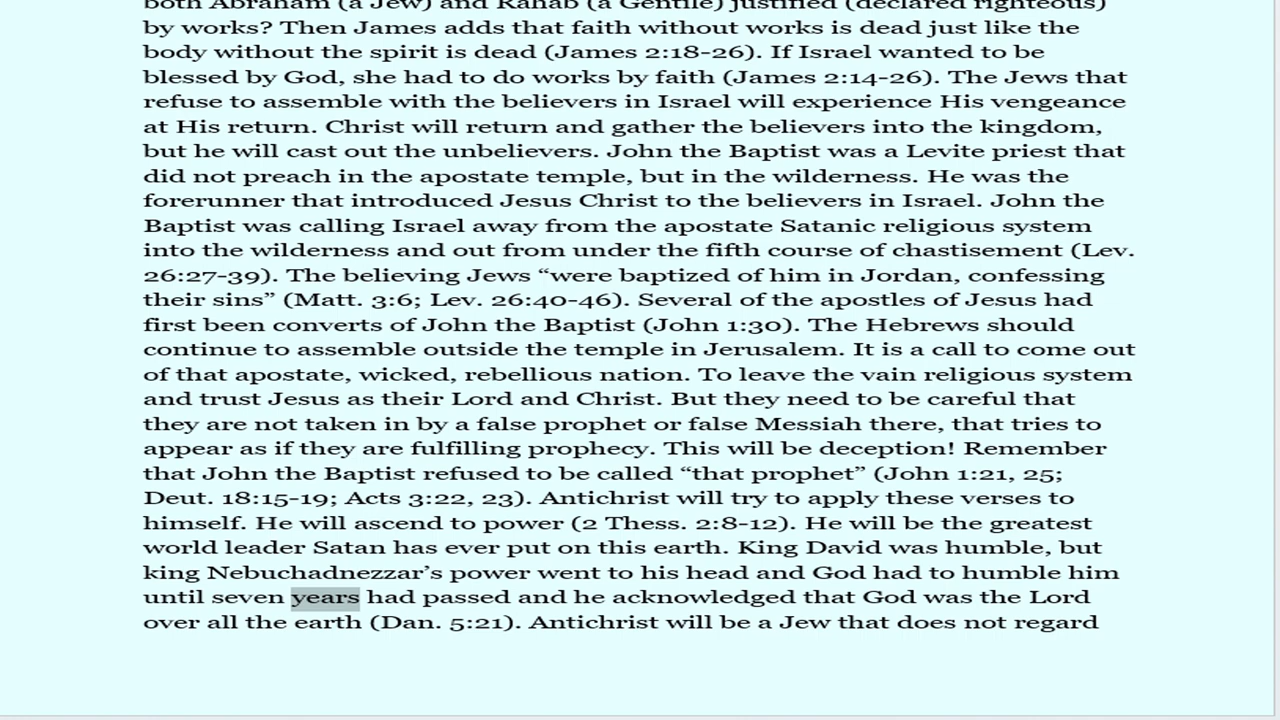 both Abraham (a Jew) and Rahab (a Gentile) justified (declared righteous)
by works? Then James adds that faith without works is dead just like the
body without the spirit is dead (James 2:18-26). If Israel wanted to be
blessed by God, she had to do works by faith (James 2:14-26). The Jews that
refuse to assemble with the believers in Israel will experience His vengeance
at His return. Christ will return and gather the believers into the kingdom,
but he will cast out the unbelievers. John the Baptist was a Levite priest that
did not preach in the apostate temple, but in the wilderness. He was the
forerunner that introduced Jesus Christ to the believers in Israel. John the
Baptist was calling Israel away from the apostate Satanic religious system
into the wilderness and out from under the fifth course of chastisement (Lev.
26:27-39). The believing Jews “were baptized of him in Jordan, confessing
their sins” (Matt. 3:6; Lev. 26:40-46). Several of the apostles of Jesus had
first been converts of John the Baptist (John 1:30). The Hebrews should
continue to assemble outside the temple in Jerusalem. It is a call to come out
of that apostate, wicked, rebellious nation. To leave the vain religious system
and trust Jesus as their Lord and Christ. But they need to be careful that
they are not taken in by a false prophet or false Messiah there, that tries to
appear as if they are fulfilling prophecy. This will be deception! Remember
that John the Baptist refused to be called “that prophet” (John 1:21, 25;
Deut. 18:15-19; Acts 3:22, 23). Antichrist will try to apply these verses to
himself. He will ascend to power (2 Thess. 2:8-12). He will be the greatest
world leader Satan has ever put on this earth. King David was humble, but
king Nebuchadnezzar’s power went to his head and God had to humble him
until seven years had passed and he acknowledged that God was the Lord
over all the earth (Dan. 5:21). Antichrist will be a Jew that does not regard